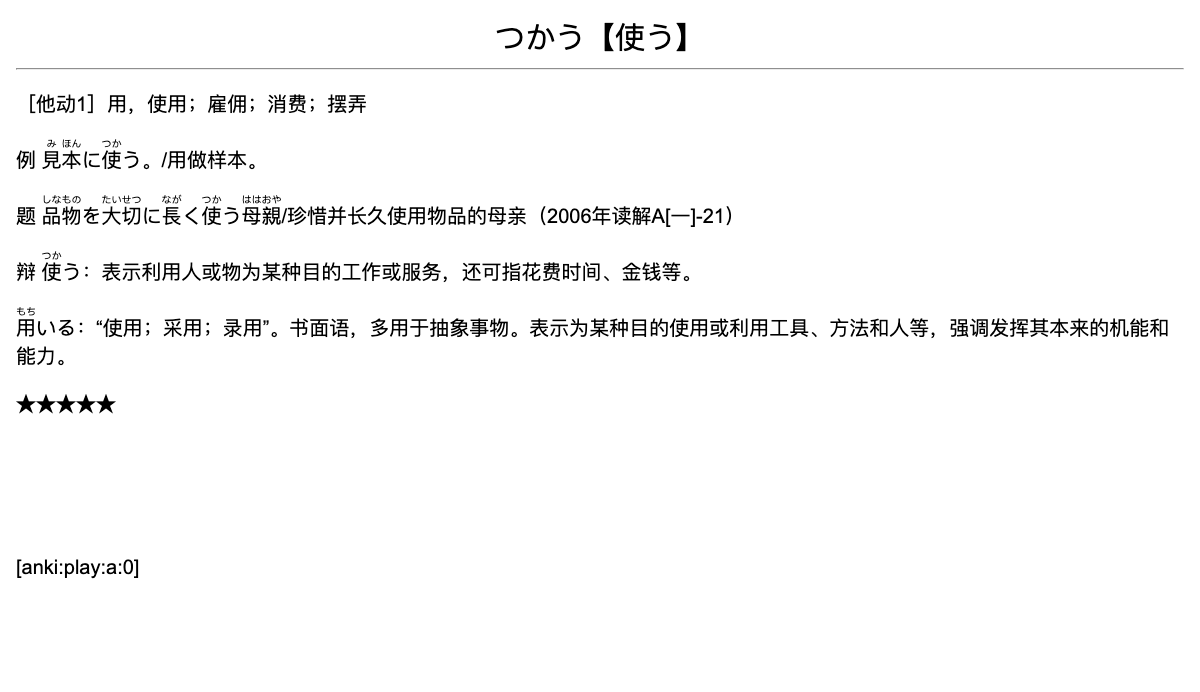 つかう【使う】
［他动1］用，使用；雇佣；消费；摆弄
み ほん つか
例 見本に使う。/用做样本。
しなもの たいせつ なが つか ははおや
题 品物を大切に長く使う母親/珍惜并长久使用物品的母亲（2006年读解A[一]-21）
つか
辩 使う：表示利用人或物为某种目的工作或服务，还可指花费时间、金钱等。
もち
用いる：“使用；采用；录用”。书面语，多用于抽象事物。表示为某种目的使用或利用工具、方法和人等，强调发挥其本来的机能和
能力。
★★★★★
[anki:play:a:0]